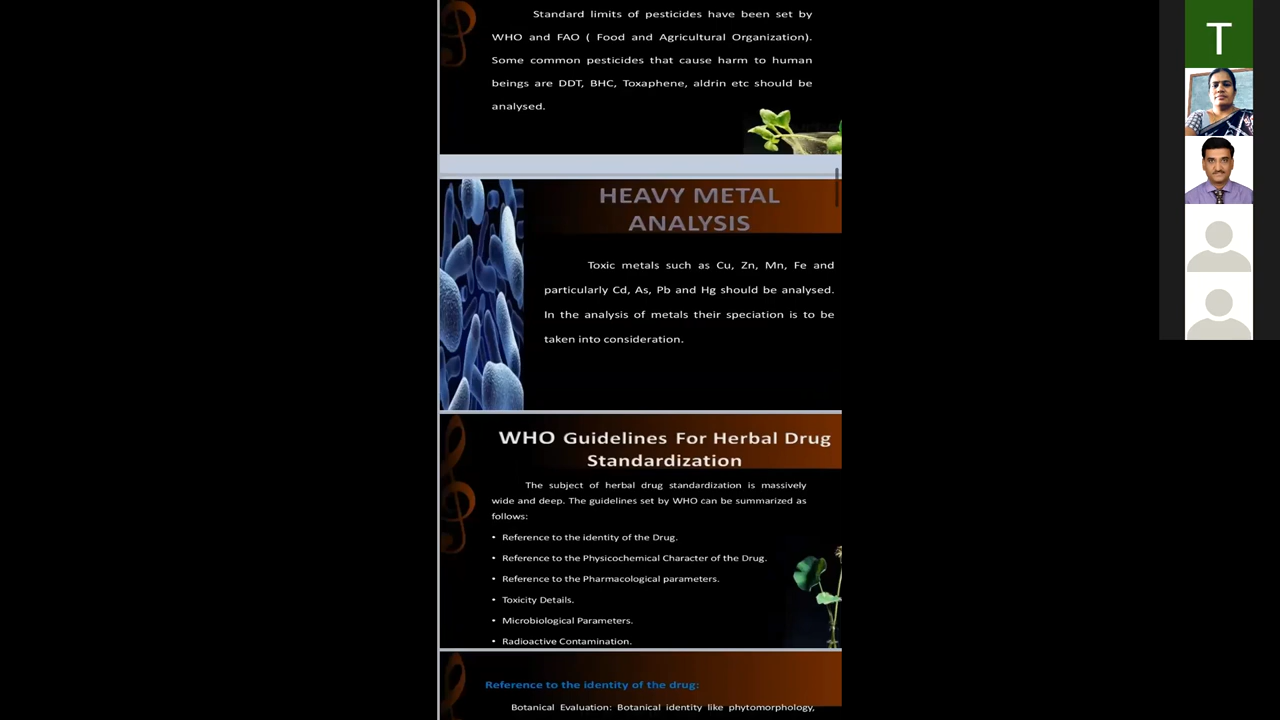 Standard limits of pesticides have been set by
WHO and FAO ( Food and Agricultural Organization).
Some common pesticides that cause harm to human
beings are DDT, BHC, Toxaphene, aldrin etc should be
analysed.
HEAVY METAL
ANALYSIS
Toxic metals such as Cu, Zn, Mn, Fe and
particularly Cd, As, Pb and Hg should be analysed.
In the analysis of metals their speciation is to be
taken into consideration.
WHO Guidelines For Herbal Drug
Standardization
The subject of herbal drug standardization is massively
wide and deep. The guidelines set by WHO can be summarized as
follows:
• Reference to the identity of the Drug.
• Reference to the Physicochemical Character of the Drug.
• Reference to the Pharmacological parameters.
• Toxicity Details.
• Microbiological Parameters.
• Radioactive Contamination.
Reference to the identity of the drug:
Botanical Evaluation: Botanical identity like phytomorphology,
T